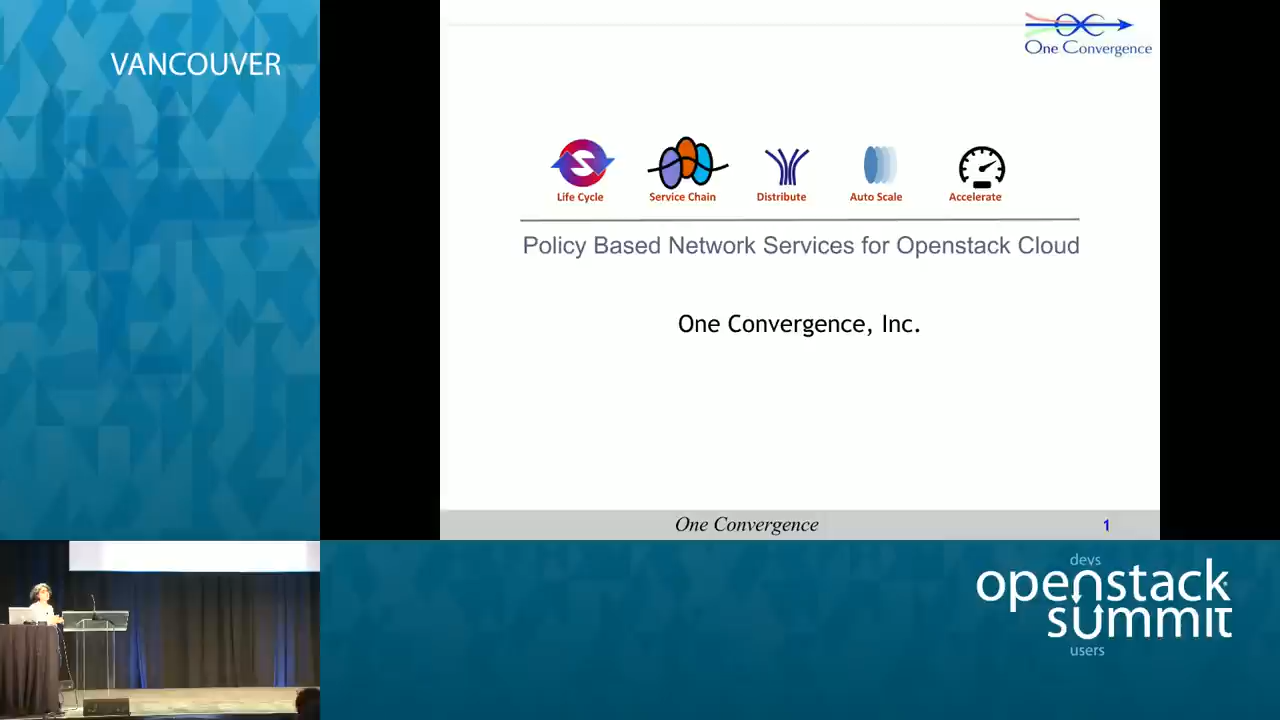 VANCOUVER
One Convergence
Life Cycle
Service Chain
Distribute
Auto Scale
Accelerate
Policy Based Network Services for Openstack Cloud
One Convergence, Inc.
One Convergence
1
devs
openstack
summit
users